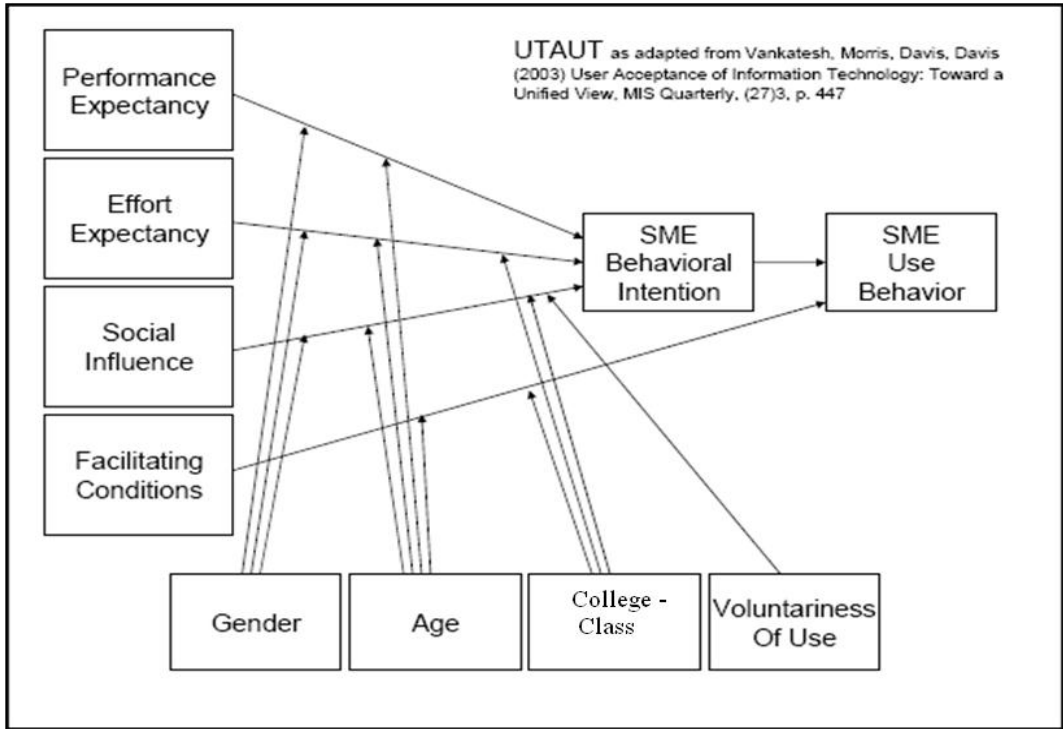 Performance
Expectancy
UTAUT as adapted from Vankatesh, Morris, Davis, Davis
(2003) User Acceptance of Information Technology: Toward a
Unified View, MIS Quarterly, (27)3, p. 447
Effort
Expectancy
SME
Behavioral
Intention
SME
Use
Behavior
Social
Influence
Facilitating
Conditions
Gender
Age
College -
Class
Voluntariness
Of Use